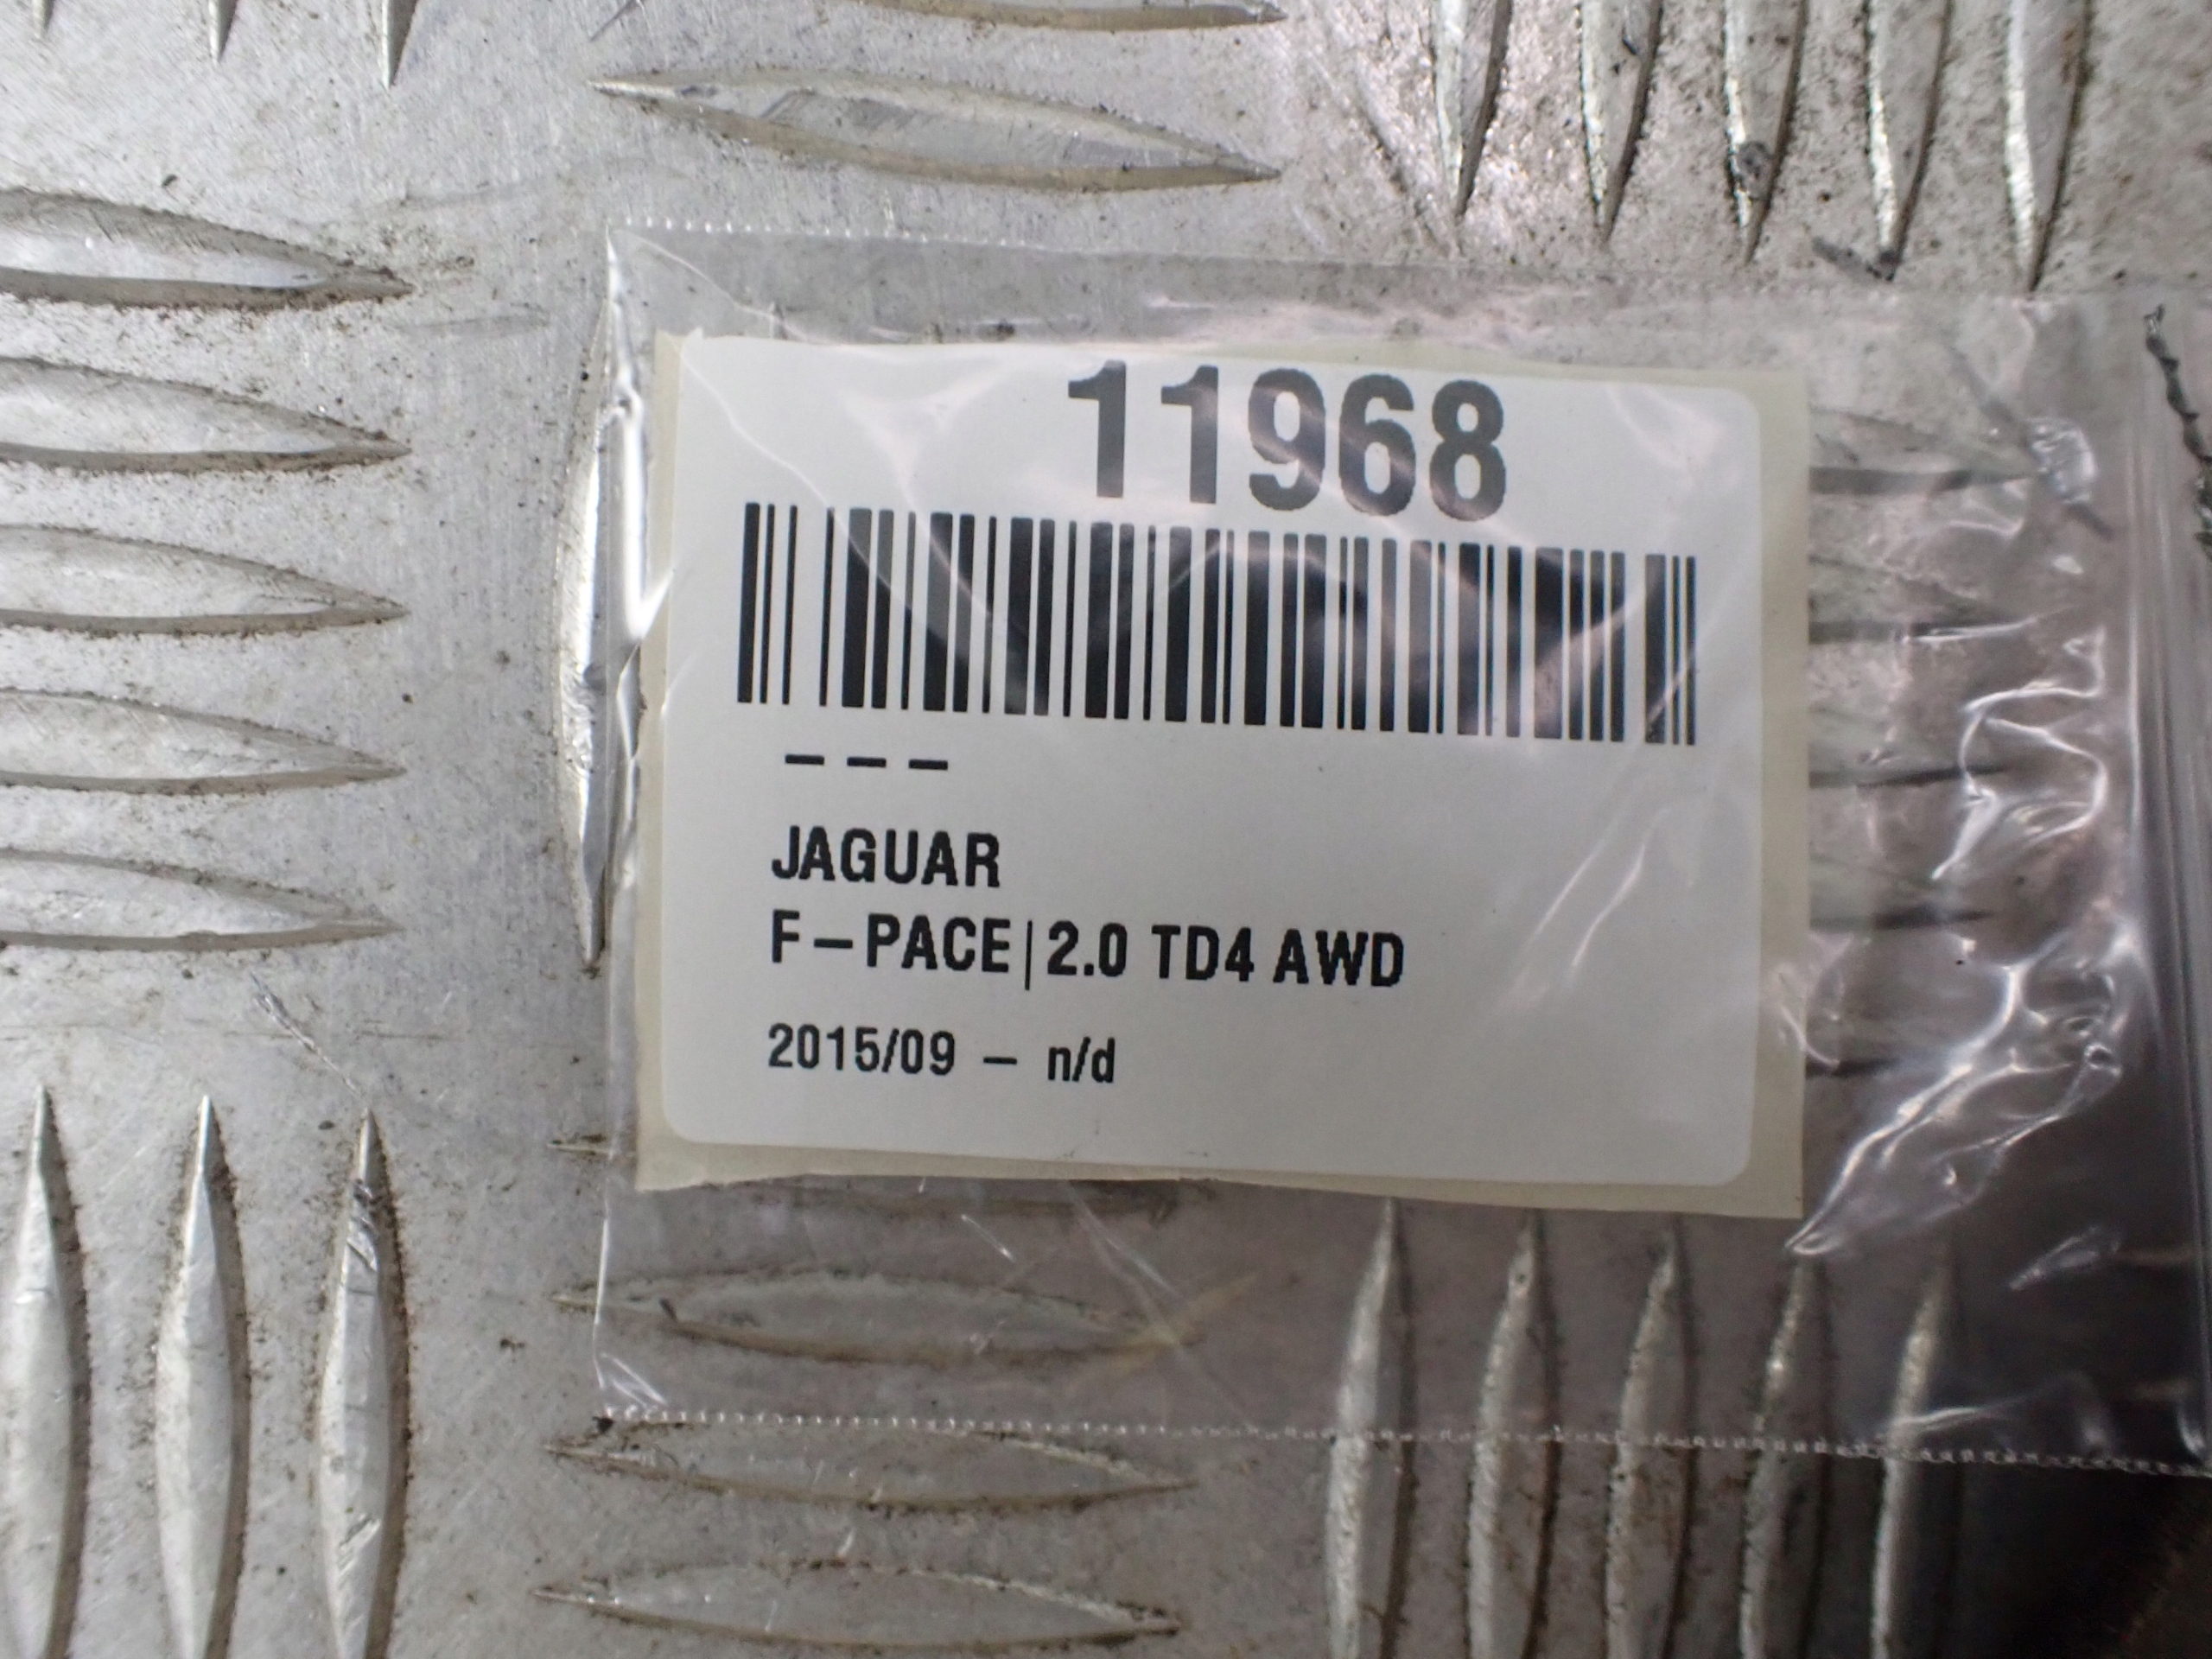 11968
– – –
JAGUAR
F-PACE|2.0 TD4 AWD
2015/09 – n/d